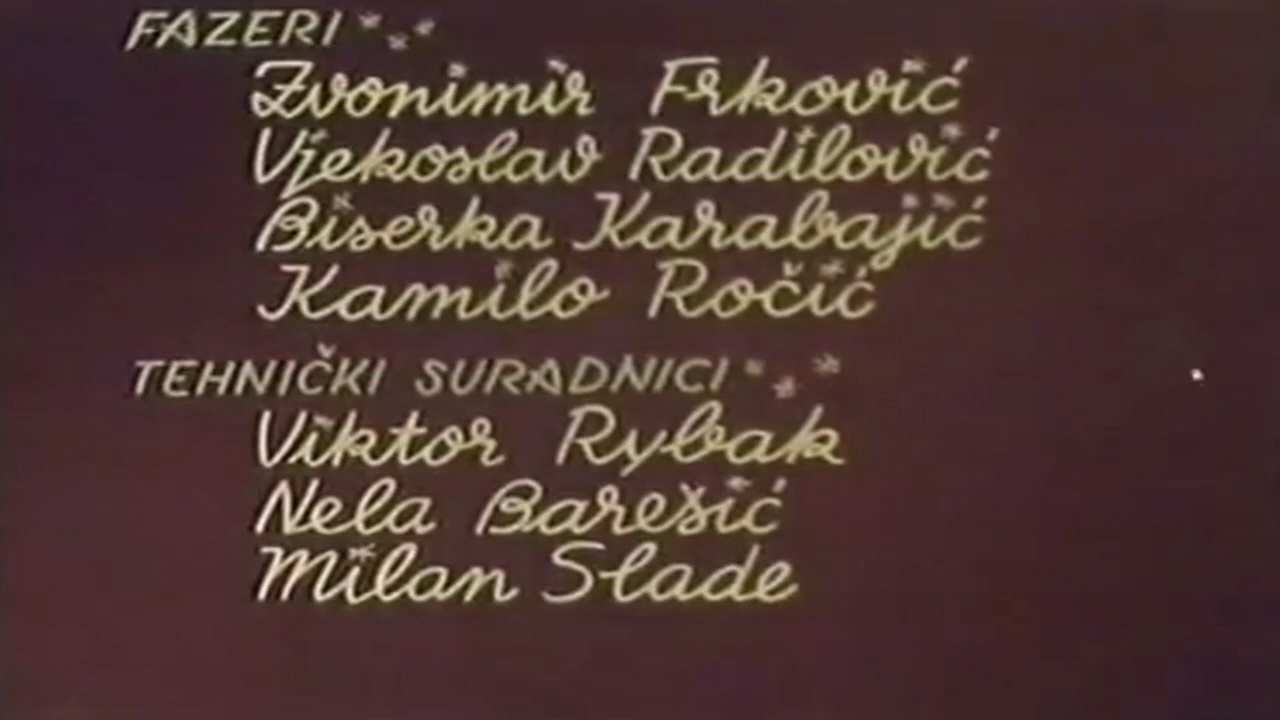 FAZERI
Zvonimir Frković
Vjekoslav Radilović
Biserka Karabajić
Kamilo Ročić
TEHNIČKI SURADNICI
Viktor Rybak
Nela Barešić
Milan Slade